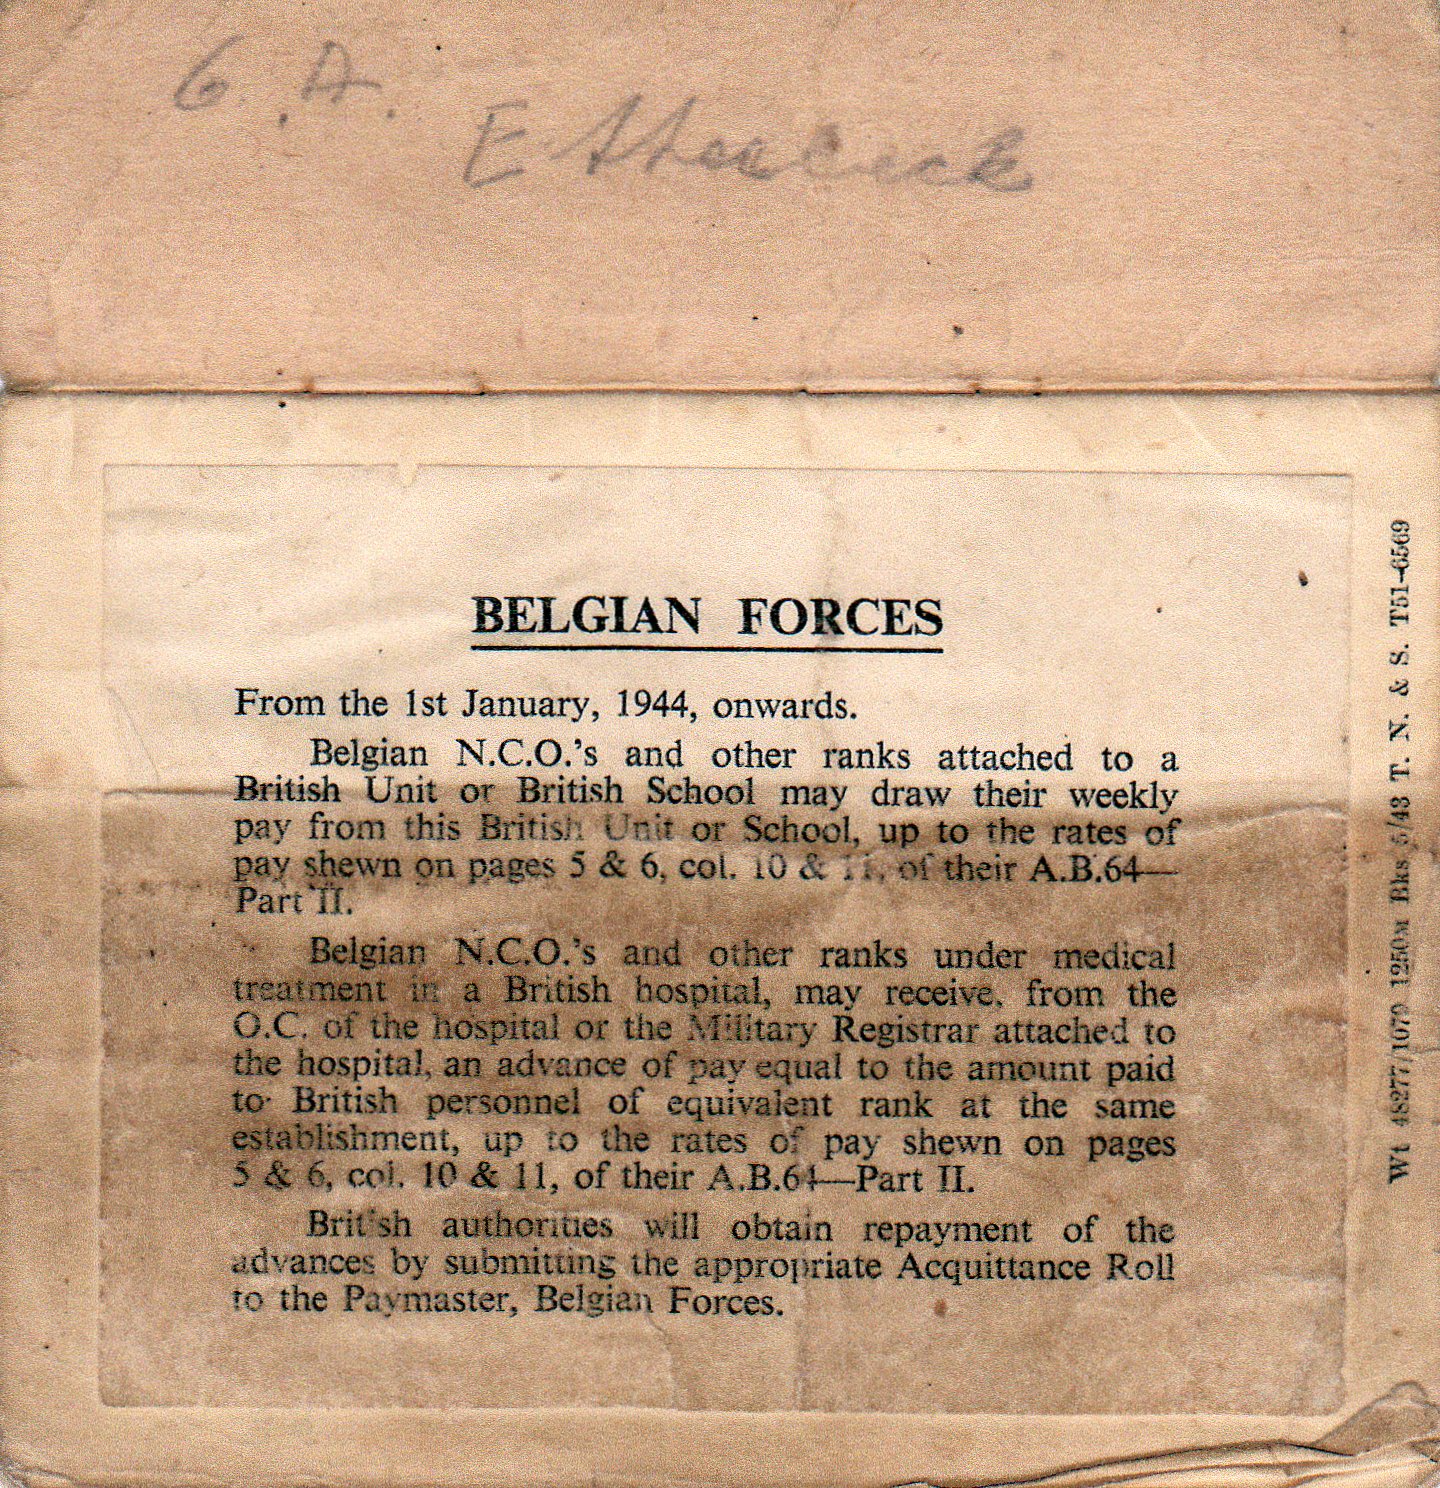 G. A.
BELGIAN FORCES
From the 1st January, 1944, onwards.
Belgian N.C.O.'s and other ranks attached to a
British Unit or British School may draw their weekly
pay from this British Unit or School, up to the rates of
pay shewn on pages 5 & 6, col. 10 & 11, of their A.B.64—
Part II.
Belgian N.C.O.'s and other ranks under medical
treatment in a British hospital, may receive, from the
O.C. of the hospital or the Military Registrar attached to
the hospital, an advance of pay equal to the amount paid
to British personnel of equivalent rank at the same
establishment, up to the rates of pay shewn on pages
5 & 6, col. 10 & 11, of their A.B.64—Part II.
British authorities will obtain repayment of the
advances by submitting the appropriate Acquittance Roll
to the Paymaster, Belgian Forces.
Wt 48277/1079 1250M Bks 5/43 T. N. & S. T51-6569